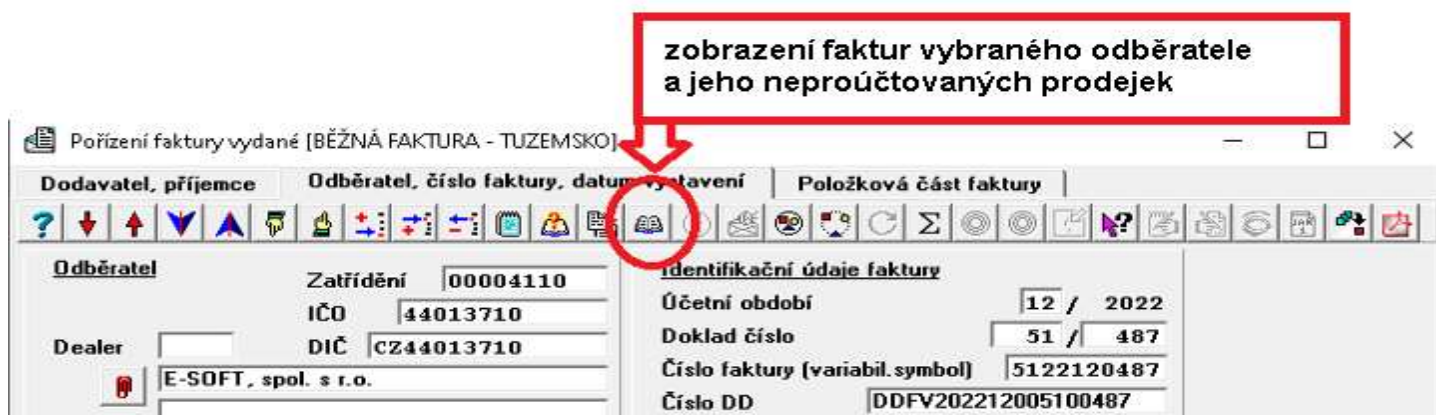 zobrazení faktur vybraného odběratele
a jeho neproúčtovaných prodejek
Pořízení faktury vydané [BĚŽNÁ FAKTURA - TUZEMSKO]
Dodavatel, příjemce
Odběratel, číslo faktury, datum vystavení
Položková část faktury
Odběratel
Zatřídění 00004110
IČO 44013710
Dealer
DIČ CZ44013710
E-SOFT, spol. s r.o.
Identifikační údaje faktury
Účetní období 12 / 2022
Doklad číslo 51 / 487
Číslo faktury (variabil.symbol) 5122120487
Číslo DD DDFV202212005100487